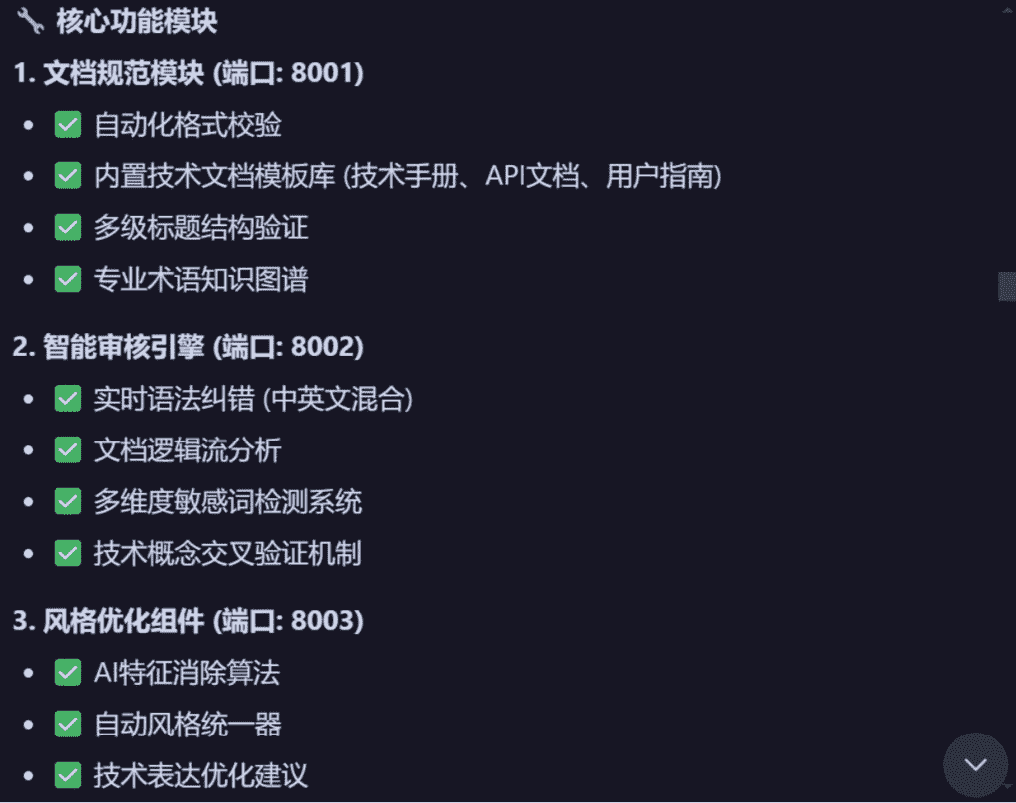 🔧 核心功能模块
1. 文档规范模块 (端口: 8001)
• ✅ 自动化格式校验
• ✅ 内置技术文档模板库 (技术手册、API文档、用户指南)
• ✅ 多级标题结构验证
• ✅ 专业术语知识图谱
2. 智能审核引擎 (端口: 8002)
• ✅ 实时语法纠错 (中英文混合)
• ✅ 文档逻辑流分析
• ✅ 多维度敏感词检测系统
• ✅ 技术概念交叉验证机制
3. 风格优化组件 (端口: 8003)
• ✅ AI特征消除算法
• ✅ 自动风格统一器
• ✅ 技术表达优化建议